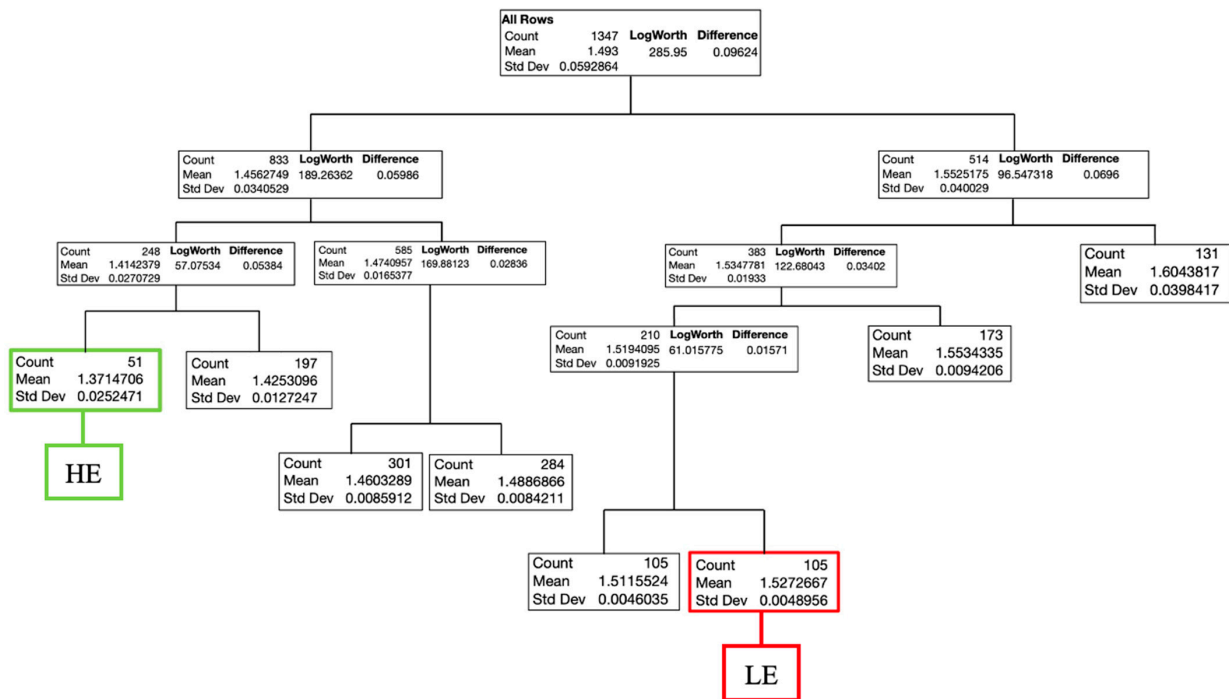 All Rows
Count 1347 LogWorth Difference
Mean 1.493 285.95 0.09624
Std Dev 0.0592864
Count 833 LogWorth Difference
Mean 1.4562749 189.26362 0.05986
Std Dev 0.0340529
Count 514 LogWorth Difference
Mean 1.5525175 96.547318 0.0696
Std Dev 0.040029
Count 248 LogWorth Difference
Mean 1.4142379 57.07534 0.05384
Std Dev 0.0270729
Count 585 LogWorth Difference
Mean 1.4740957 169.88123 0.02836
Std Dev 0.0165377
Count 383 LogWorth Difference
Mean 1.5347781 122.68043 0.03402
Std Dev 0.01933
Count 131
Mean 1.6043817
Std Dev 0.0398417
Count 51
Mean 1.3714706
Std Dev 0.0252471
Count 197
Mean 1.4253096
Std Dev 0.0127247
Count 210 LogWorth Difference
Mean 1.5194095 61.015775 0.01571
Std Dev 0.0091925
Count 173
Mean 1.5534335
Std Dev 0.0094206
HE
Count 301
Mean 1.4603289
Std Dev 0.0085912
Count 284
Mean 1.4886866
Std Dev 0.0084211
Count 105
Mean 1.5115524
Std Dev 0.0046035
Count 105
Mean 1.5272667
Std Dev 0.0048956
LE